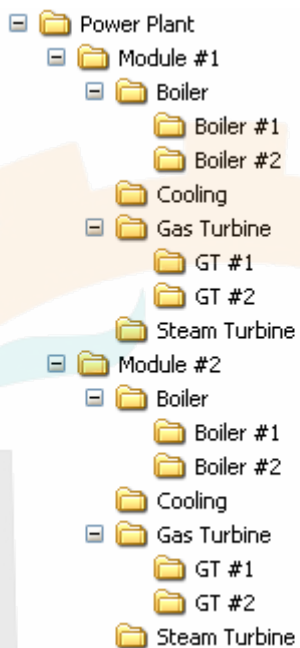 Power Plant
Module #1
Boiler
Boiler #1
Boiler #2
Cooling
Gas Turbine
GT #1
GT #2
Steam Turbine
Module #2
Boiler
Boiler #1
Boiler #2
Cooling
Gas Turbine
GT #1
GT #2
Steam Turbine